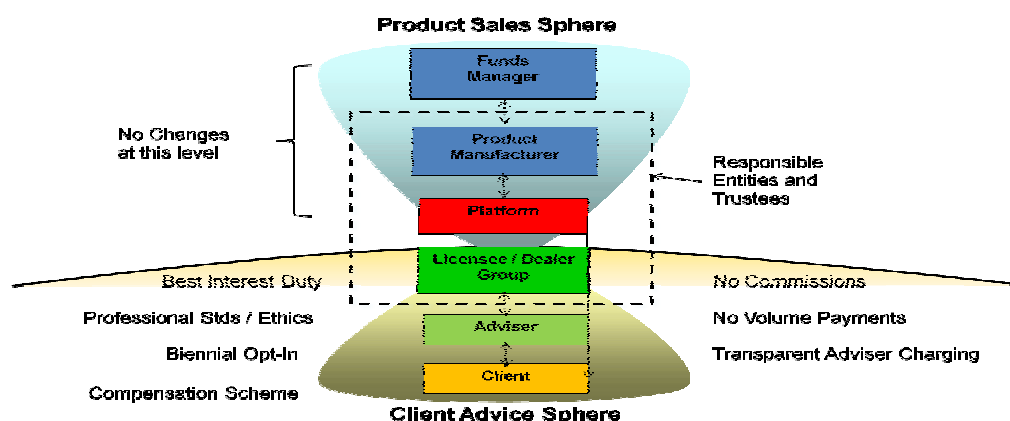 Product Sales Sphere
Funds
Manager
No Changes
at this level
Product
Manufacturer
Responsible
Entities and
Trustees
Platform
Licensee / Dealer
Group
Best Interest Duty
No Commissions
Professional Stds / Ethics
Adviser
No Volume Payments
Biennial Opt-In
Transparent Adviser Charging
Client
Compensation Scheme
Client Advice Sphere